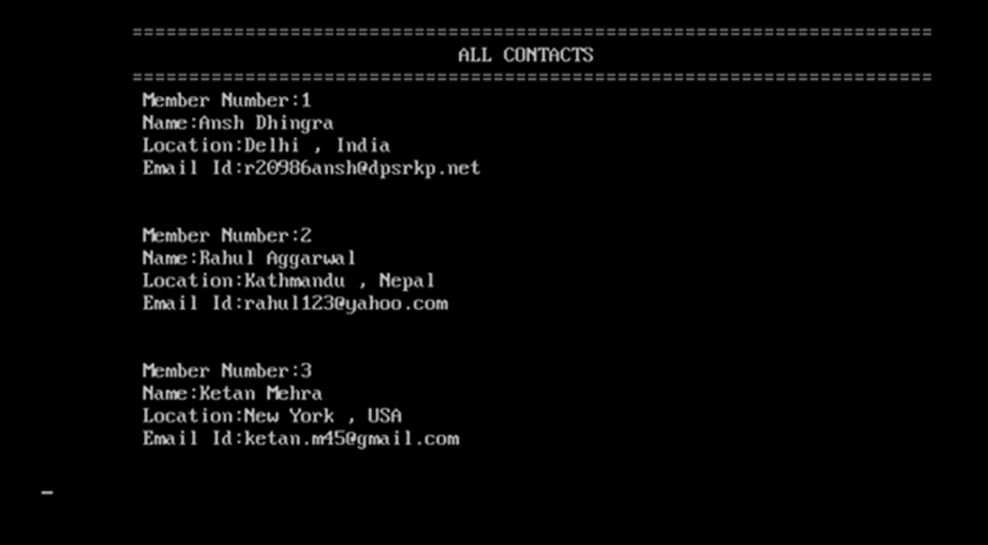 ======================================================================
ALL CONTACTS
======================================================================
Member Number:1
Name:Ansh Dhingra
Location:Delhi , India
Email Id:r20986ansh@dpsrkp.net
Member Number:2
Name:Rahul Aggarwal
Location:Kathmandu , Nepal
Email Id:rahul123@yahoo.com
Member Number:3
Name:Ketan Mehra
Location:New York , USA
Email Id:ketan.m45@gmail.com